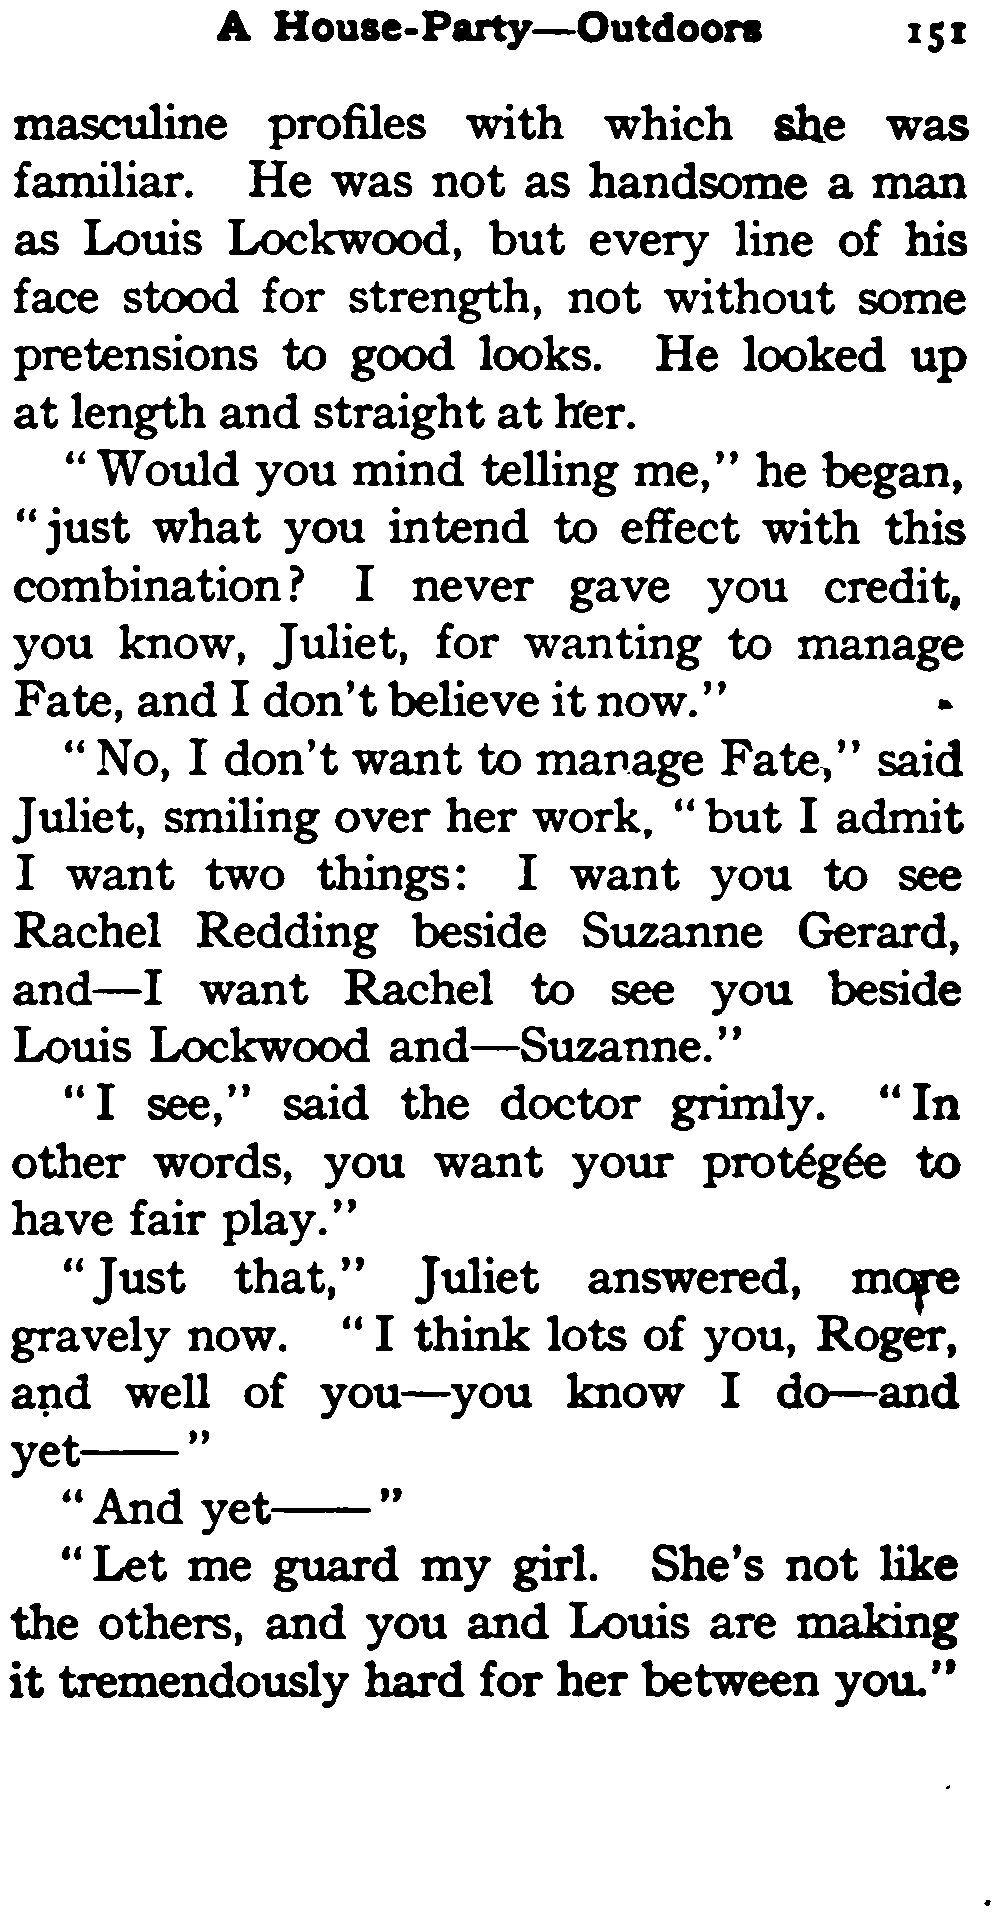 A House-Party—Outdoors 151
masculine profiles with which she was
familiar. He was not as handsome a man
as Louis Lockwood, but every line of his
face stood for strength, not without some
pretensions to good looks. He looked up
at length and straight at her.
“Would you mind telling me,” he began,
“just what you intend to effect with this
combination? I never gave you credit,
you know, Juliet, for wanting to manage
Fate, and I don't believe it now.”
“No, I don't want to manage Fate,” said
Juliet, smiling over her work, “but I admit
I want two things: I want you to see
Rachel Redding beside Suzanne Gerard,
and—I want Rachel to see you beside
Louis Lockwood and—Suzanne.”
“I see,” said the doctor grimly. “In
other words, you want your protégée to
have fair play.”
“Just that,” Juliet answered, more
gravely now. “I think lots of you, Roger,
and well of you—you know I do—and
yet——”
“And yet——”
“Let me guard my girl. She's not like
the others, and you and Louis are making
it tremendously hard for her between you.”